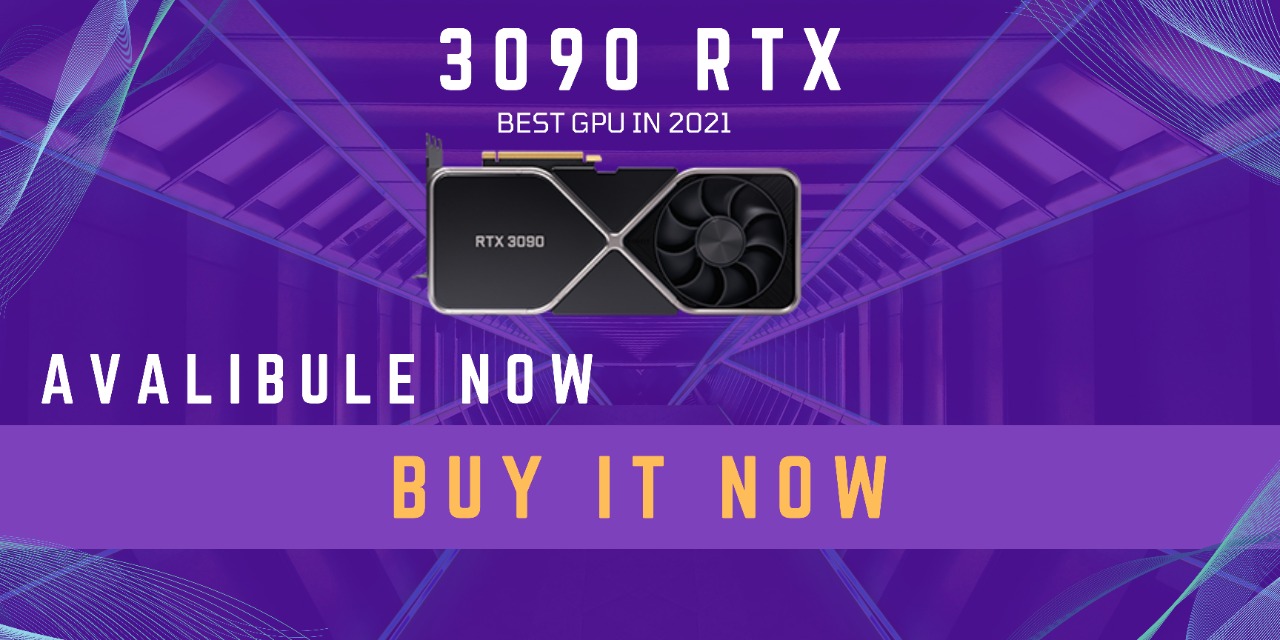 3090 RTX
BEST GPU IN 2021
RTX 3090
AVALIBULE NOW
BUY IT NOW